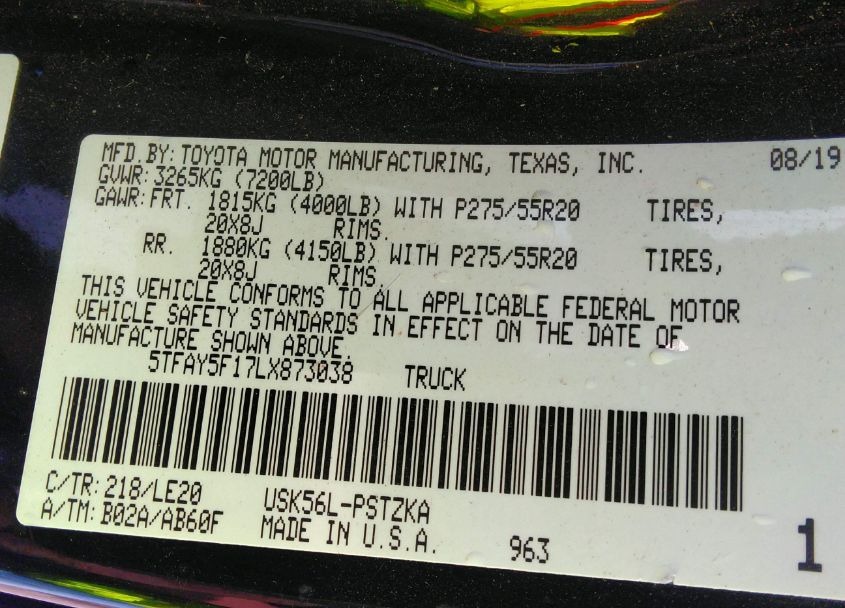 MFD.BY: TOYOTA MOTOR MANUFACTURING, TEXAS, INC. 08/19
GVWR: 3265KG (7200LB)
GAWR: FRT. 1815KG (4000LB) WITH P275/55R20 TIRES,
20X8J RIMS.
RR. 1880KG (4150LB) WITH P275/55R20 TIRES,
20X8J RIMS.
THIS VEHICLE CONFORMS TO ALL APPLICABLE FEDERAL MOTOR
VEHICLE SAFETY STANDARDS IN EFFECT ON THE DATE OF
MANUFACTURE SHOWN ABOVE.
5TFAY5F17LX873038 TRUCK
C/TR: 218/LE20 USK56L-PSTZKA
A/TM: B02A/AB60F MADE IN U.S.A. 963 1